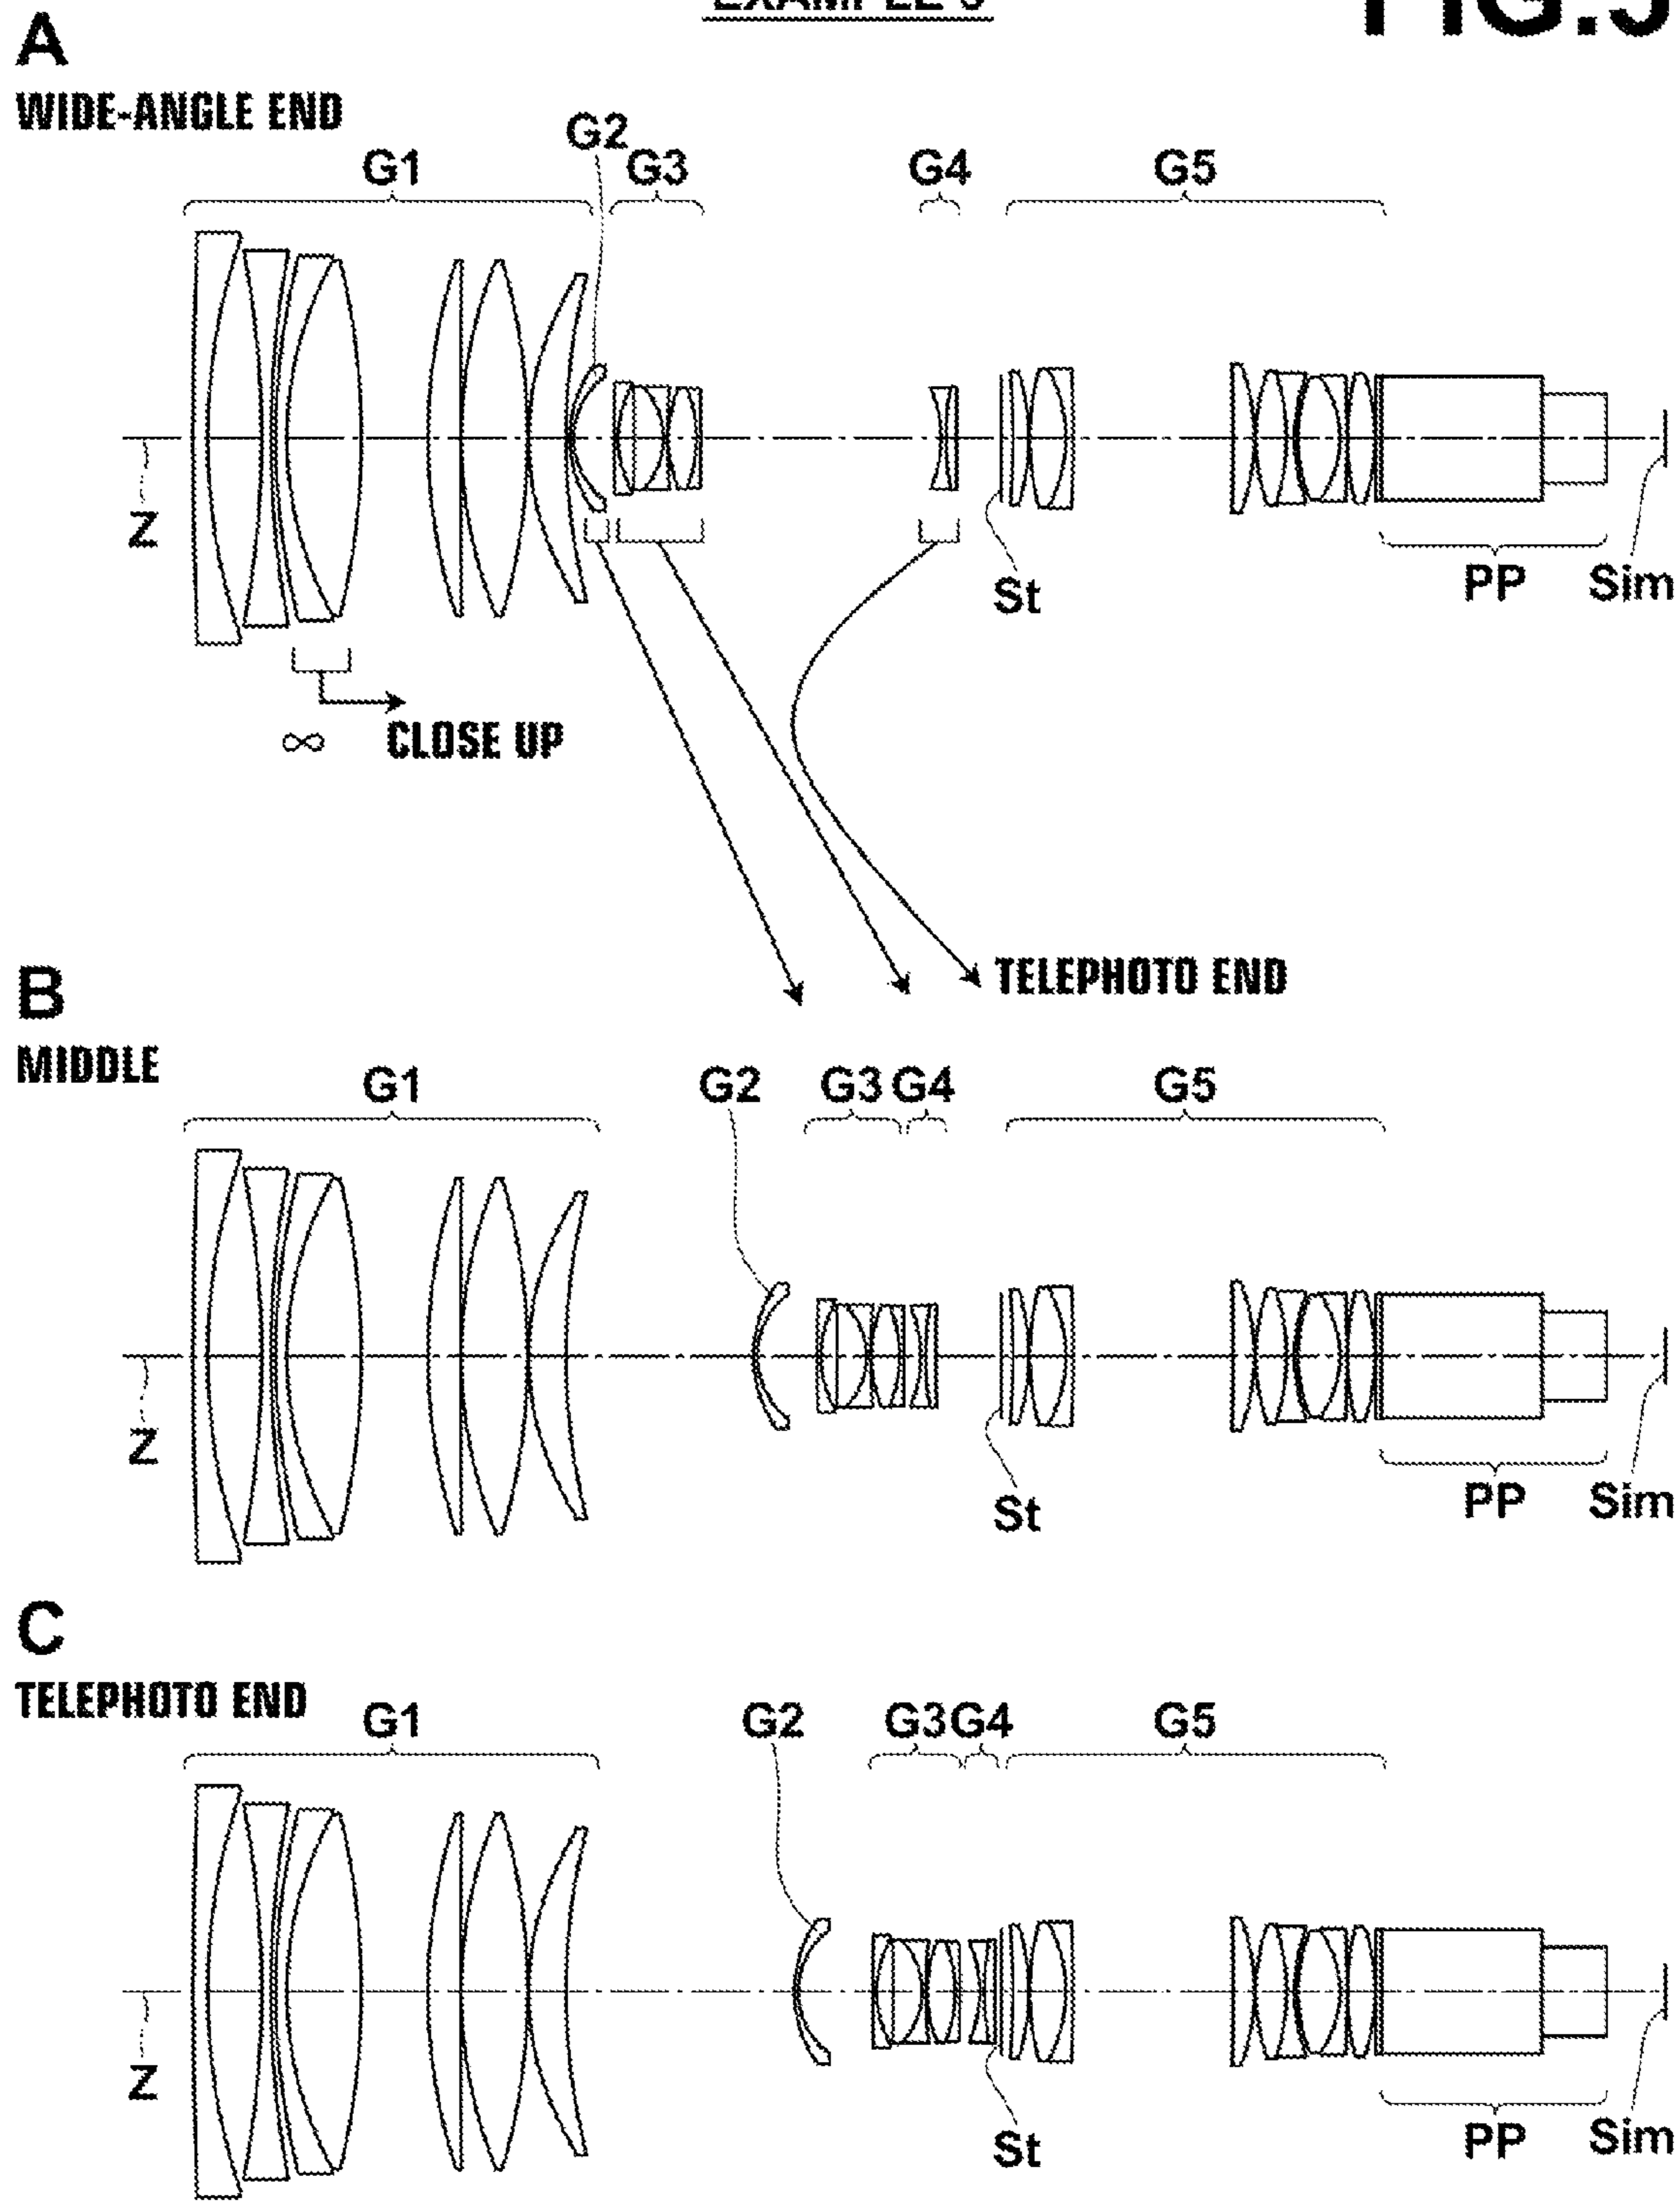 A
WIDE-ANGLE END
G1
G2
G3
G4
G5
Z
St
PP
Sim
∞ CLOSE UP
TELEPHOTO END
B
MIDDLE
G1
G2
G3
G4
G5
Z
St
PP
Sim
C
TELEPHOTO END
G1
G2
G3
G4
G5
Z
St
PP
Sim